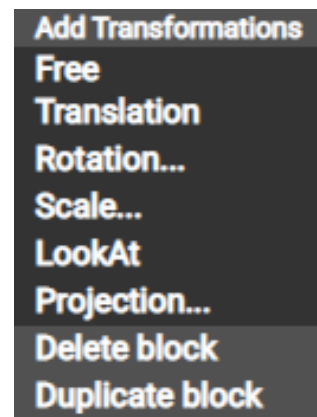 Add Transformations
Free
Translation
Rotation...
Scale...
LookAt
Projection...
Delete block
Duplicate block